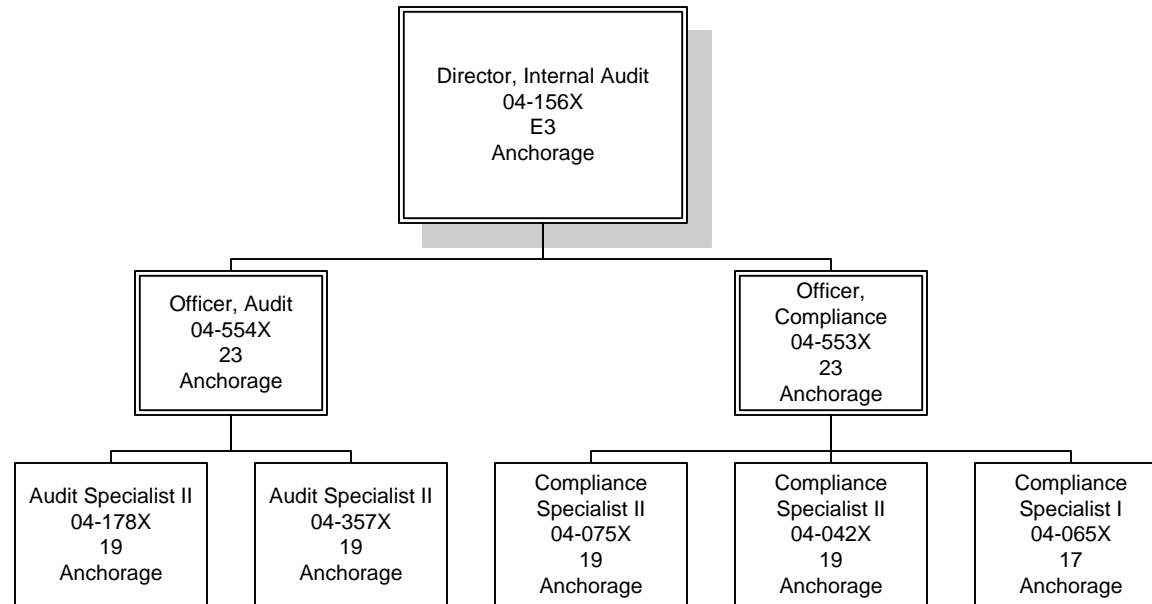 Director, Internal Audit
04-156X
E3
Anchorage
Officer, Audit
04-554X
23
Anchorage
Officer,
Compliance
04-553X
23
Anchorage
Audit Specialist II
04-178X
19
Anchorage
Audit Specialist II
04-357X
19
Anchorage
Compliance
Specialist II
04-075X
19
Anchorage
Compliance
Specialist II
04-042X
19
Anchorage
Compliance
Specialist I
04-065X
17
Anchorage